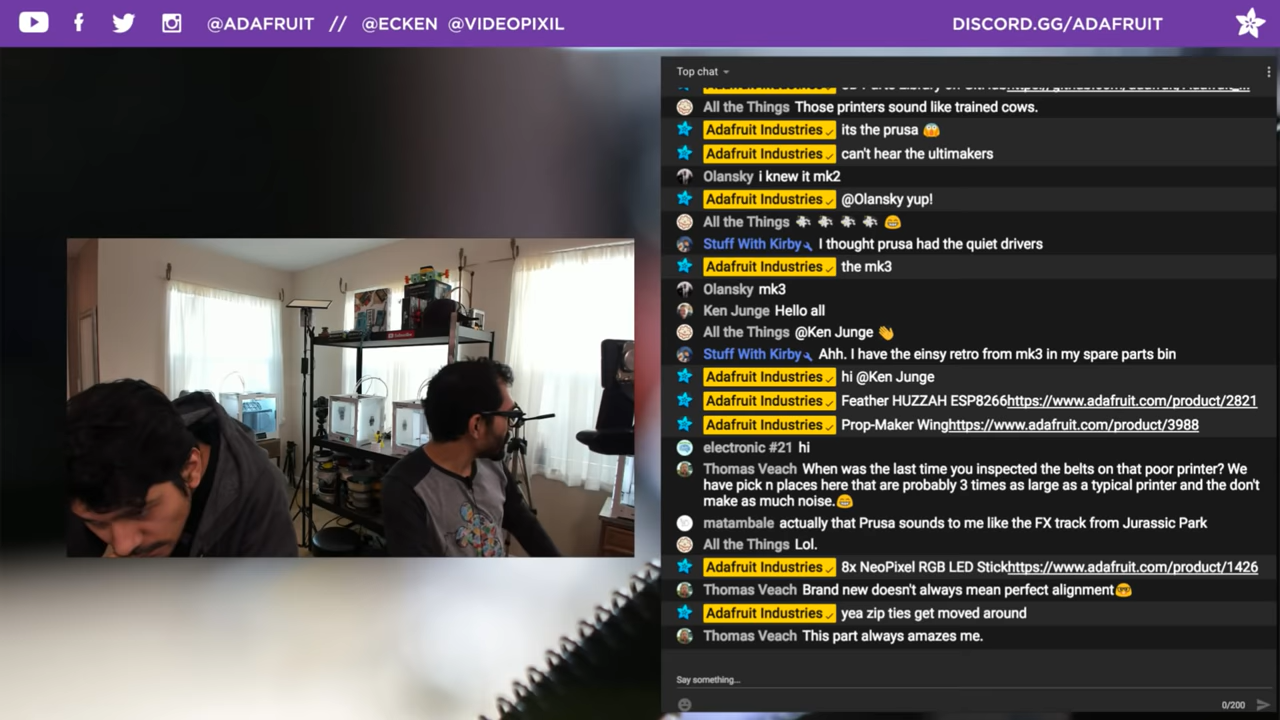 @ADAFRUIT // @ECKEN @VIDEOPIXIL
DISCORD.GG/ADAFRUIT
Top chat
All the Things Those printers sound like trained cows.
Adafruit Industries its the prusa 😱
Adafruit Industries can't hear the ultimakers
Olansky i knew it mk2
Adafruit Industries @Olansky yup!
All the Things 🐄 🐄 🐄 🐄 😁
Stuff With Kirby I thought prusa had the quiet drivers
Adafruit Industries the mk3
Olansky mk3
Ken Junge Hello all
All the Things @Ken Junge 👋
Stuff With Kirby Ahh. I have the einsy retro from mk3 in my spare parts bin
Adafruit Industries hi @Ken Junge
Adafruit Industries Feather HUZZAH ESP8266https://www.adafruit.com/product/2821
Adafruit Industries Prop-Maker Winghttps://www.adafruit.com/product/3988
electronic #21 hi
Thomas Veach When was the last time you inspected the belts on that poor printer? We
have pick n places here that are probably 3 times as large as a typical printer and the don't
make as much noise.😁
matambale actually that Prusa sounds to me like the FX track from Jurassic Park
All the Things Lol.
Adafruit Industries 8x NeoPixel RGB LED Stickhttps://www.adafruit.com/product/1426
Thomas Veach Brand new doesn't always mean perfect alignment🤓
Adafruit Industries yea zip ties get moved around
Thomas Veach This part always amazes me.
Say something...
0/200